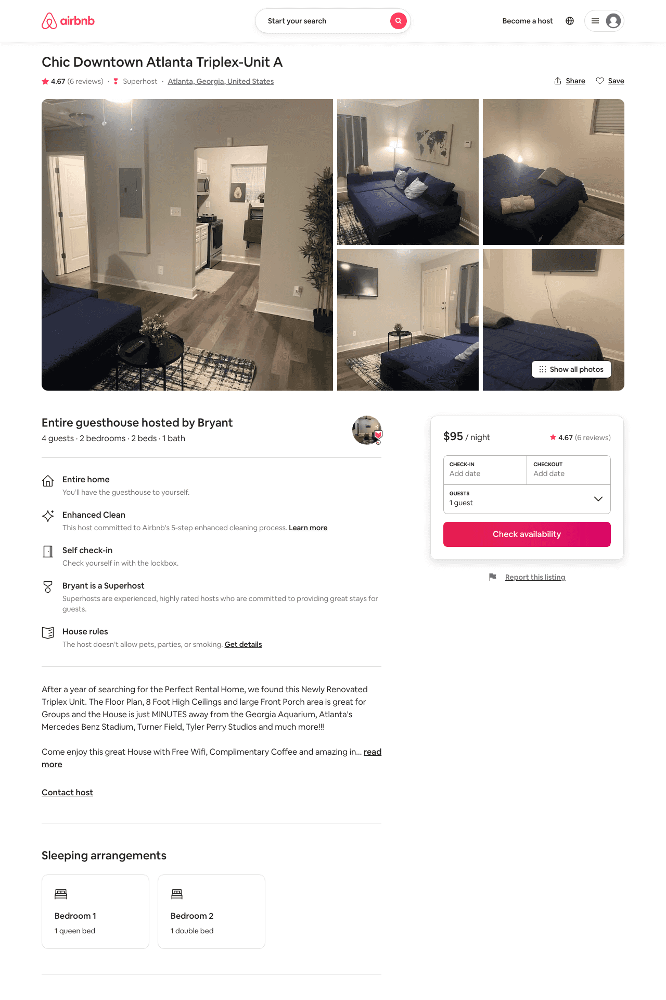 airbnb
Start your search
Become a host
Chic Downtown Atlanta Triplex-Unit A
4.67 (6 reviews) · Superhost · Atlanta, Georgia, United States
Share
Save
Show all photos
Entire guesthouse hosted by Bryant
4 guests · 2 bedrooms · 2 beds · 1 bath
Entire home
You’ll have the guesthouse to yourself.
Enhanced Clean
This host committed to Airbnb's 5-step enhanced cleaning process. Learn more
Self check-in
Check yourself in with the lockbox.
Bryant is a Superhost
Superhosts are experienced, highly rated hosts who are committed to providing great stays for
guests.
House rules
The host doesn’t allow pets, parties, or smoking. Get details
$95 / night
4.67 (6 reviews)
CHECK-IN
Add date
CHECKOUT
Add date
GUESTS
1 guest
Check availability
Report this listing
After a year of searching for the Perfect Rental Home, we found this Newly Renovated
Triplex Unit. The Floor Plan, 8 Foot High Ceilings and large Front Porch area is great for
Groups and the House is just MINUTES away from the Georgia Aquarium, Atlanta's
Mercedes Benz Stadium, Turner Field, Tyler Perry Studios and much more!!!
Come enjoy this great House with Free Wifi, Complimentary Coffee and amazing in... read
more
Contact host
Sleeping arrangements
Bedroom 1
1 queen bed
Bedroom 2
1 double bed